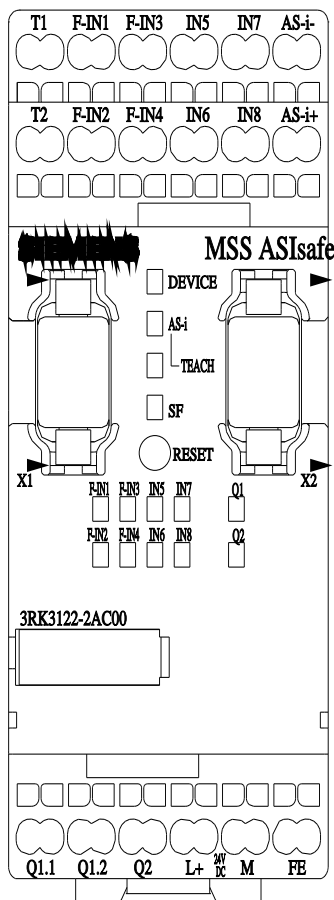 T1 F-IN1 F-IN3 IN5 IN7 AS-i-
T2 F-IN2 F-IN4 IN6 IN8 AS-i+
MSS ASIsafe
DEVICE
AS-i
TEACH
SF
RESET
X1 X2
F-IN1 F-IN3 IN5 IN7 Q1
F-IN2 F-IN4 IN6 IN8 Q2
3RK3122-2AC00
Q1.1 Q1.2 Q2 L+ 24V DC M FE